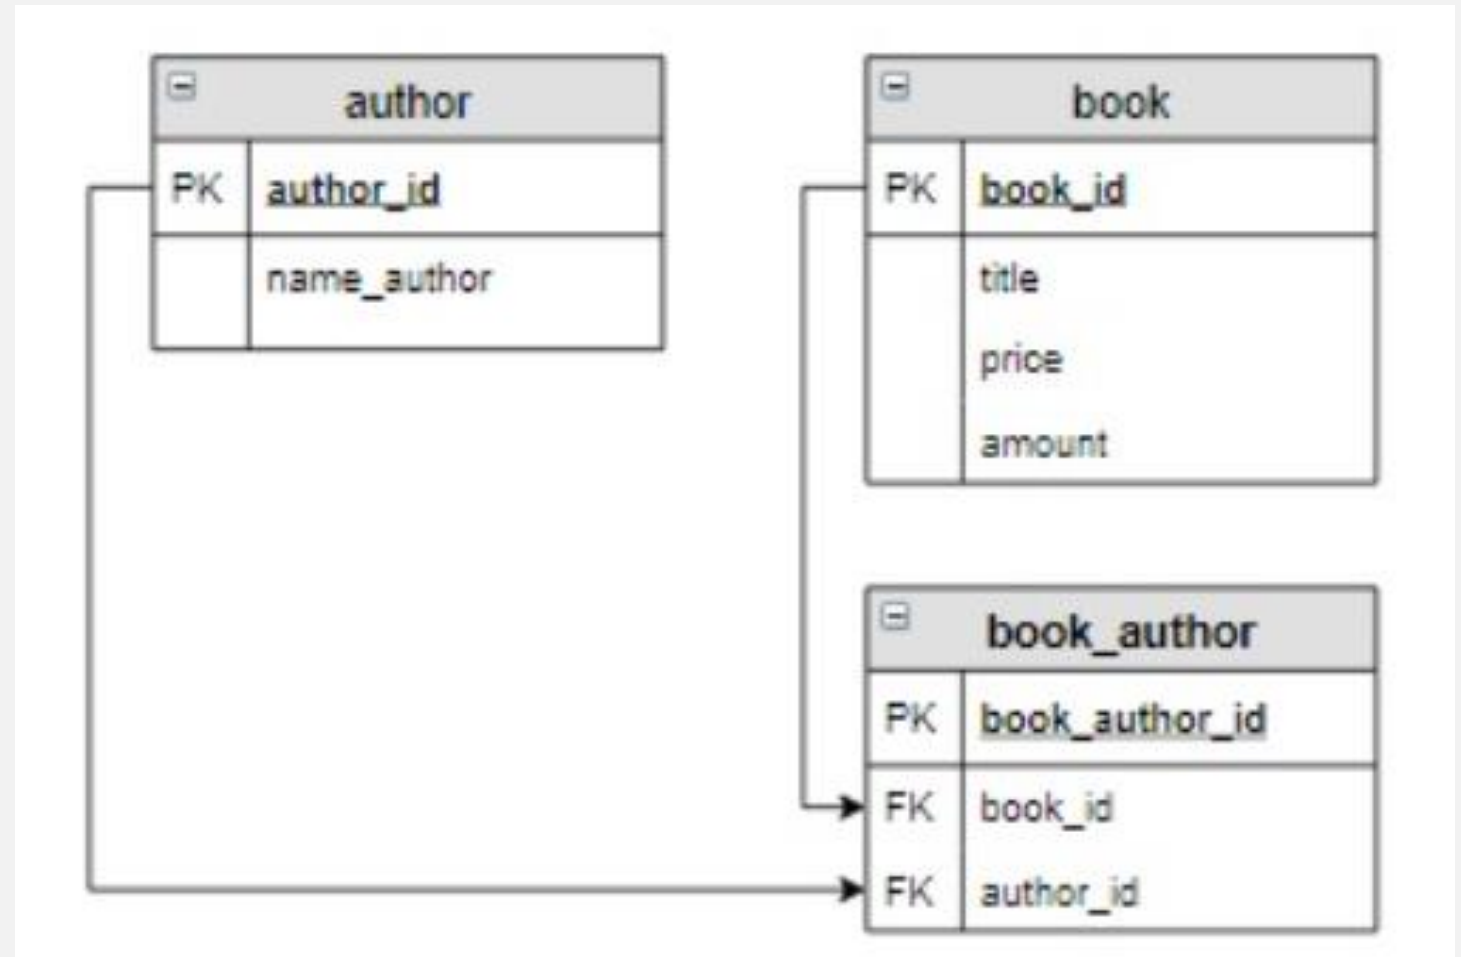 author
PK author_id
name_author
book
PK book_id
title
price
amount
book_author
PK book_author_id
FK book_id
FK author_id